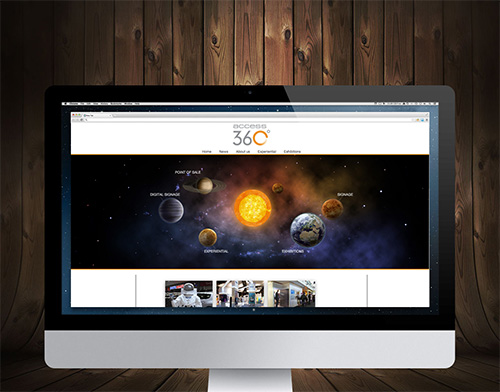 access
360°
Home News About us Experiential Exhibitions
POINT OF SALE
DIGITAL SIGNAGE
SIGNAGE
EXPERIENTIAL
EXHIBITIONS